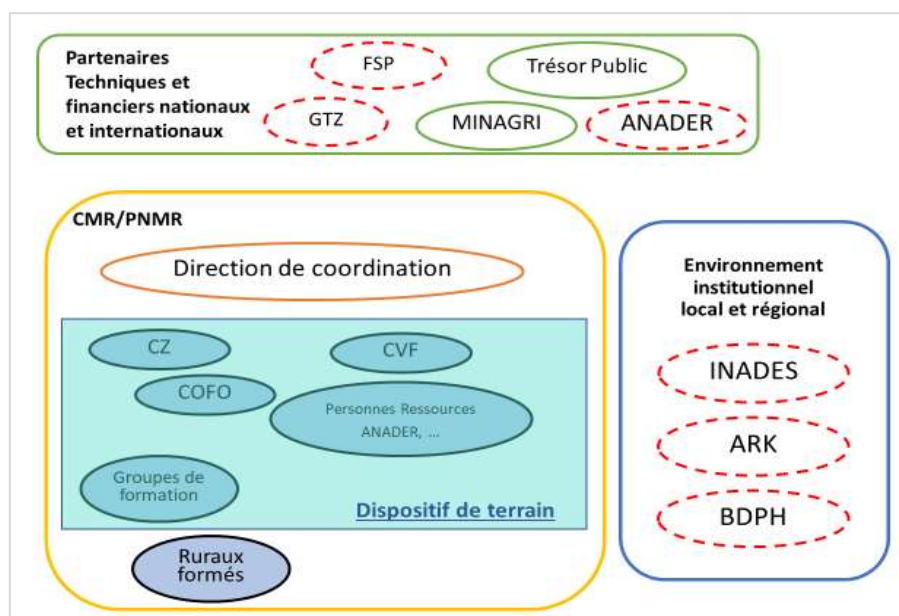 Partenaires
Techniques et
financiers nationaux
et internationaux
FSP
Trésor Public
GTZ
MINAGRI
ANADER
CMR/PNMR
Direction de coordination
CZ
CVF
COFO
Personnes Ressources
ANADER, ...
Groupes de
formation
Dispositif de terrain
Ruraux
formés
Environnement
institutionnel
local et régional
INADES
ARK
BDPH